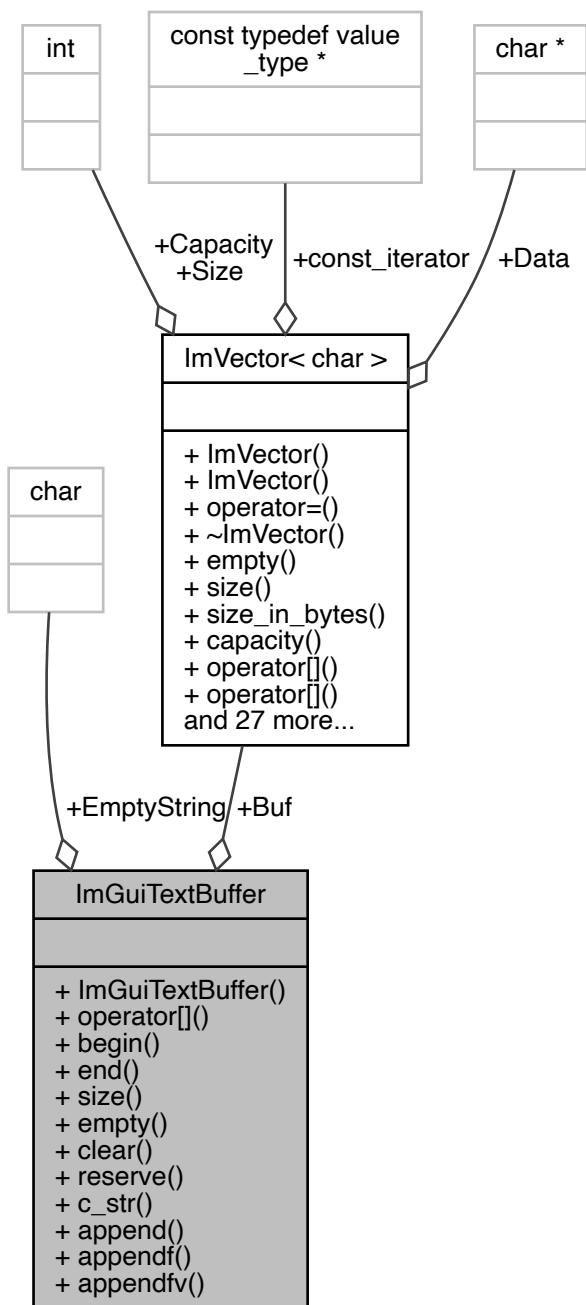 int
const typedef value
_type *
char *
+Capacity
+Size
+const_iterator
+Data
ImVector< char >
+ ImVector()
+ ImVector()
+ operator=()
+ ~ImVector()
+ empty()
+ size()
+ size_in_bytes()
+ capacity()
+ operator[]()
+ operator[]()
and 27 more...
char
+EmptyString
+Buf
ImGuiTextBuffer
+ ImGuiTextBuffer()
+ operator[]()
+ begin()
+ end()
+ size()
+ empty()
+ clear()
+ reserve()
+ c_str()
+ append()
+ appendf()
+ appendfv()